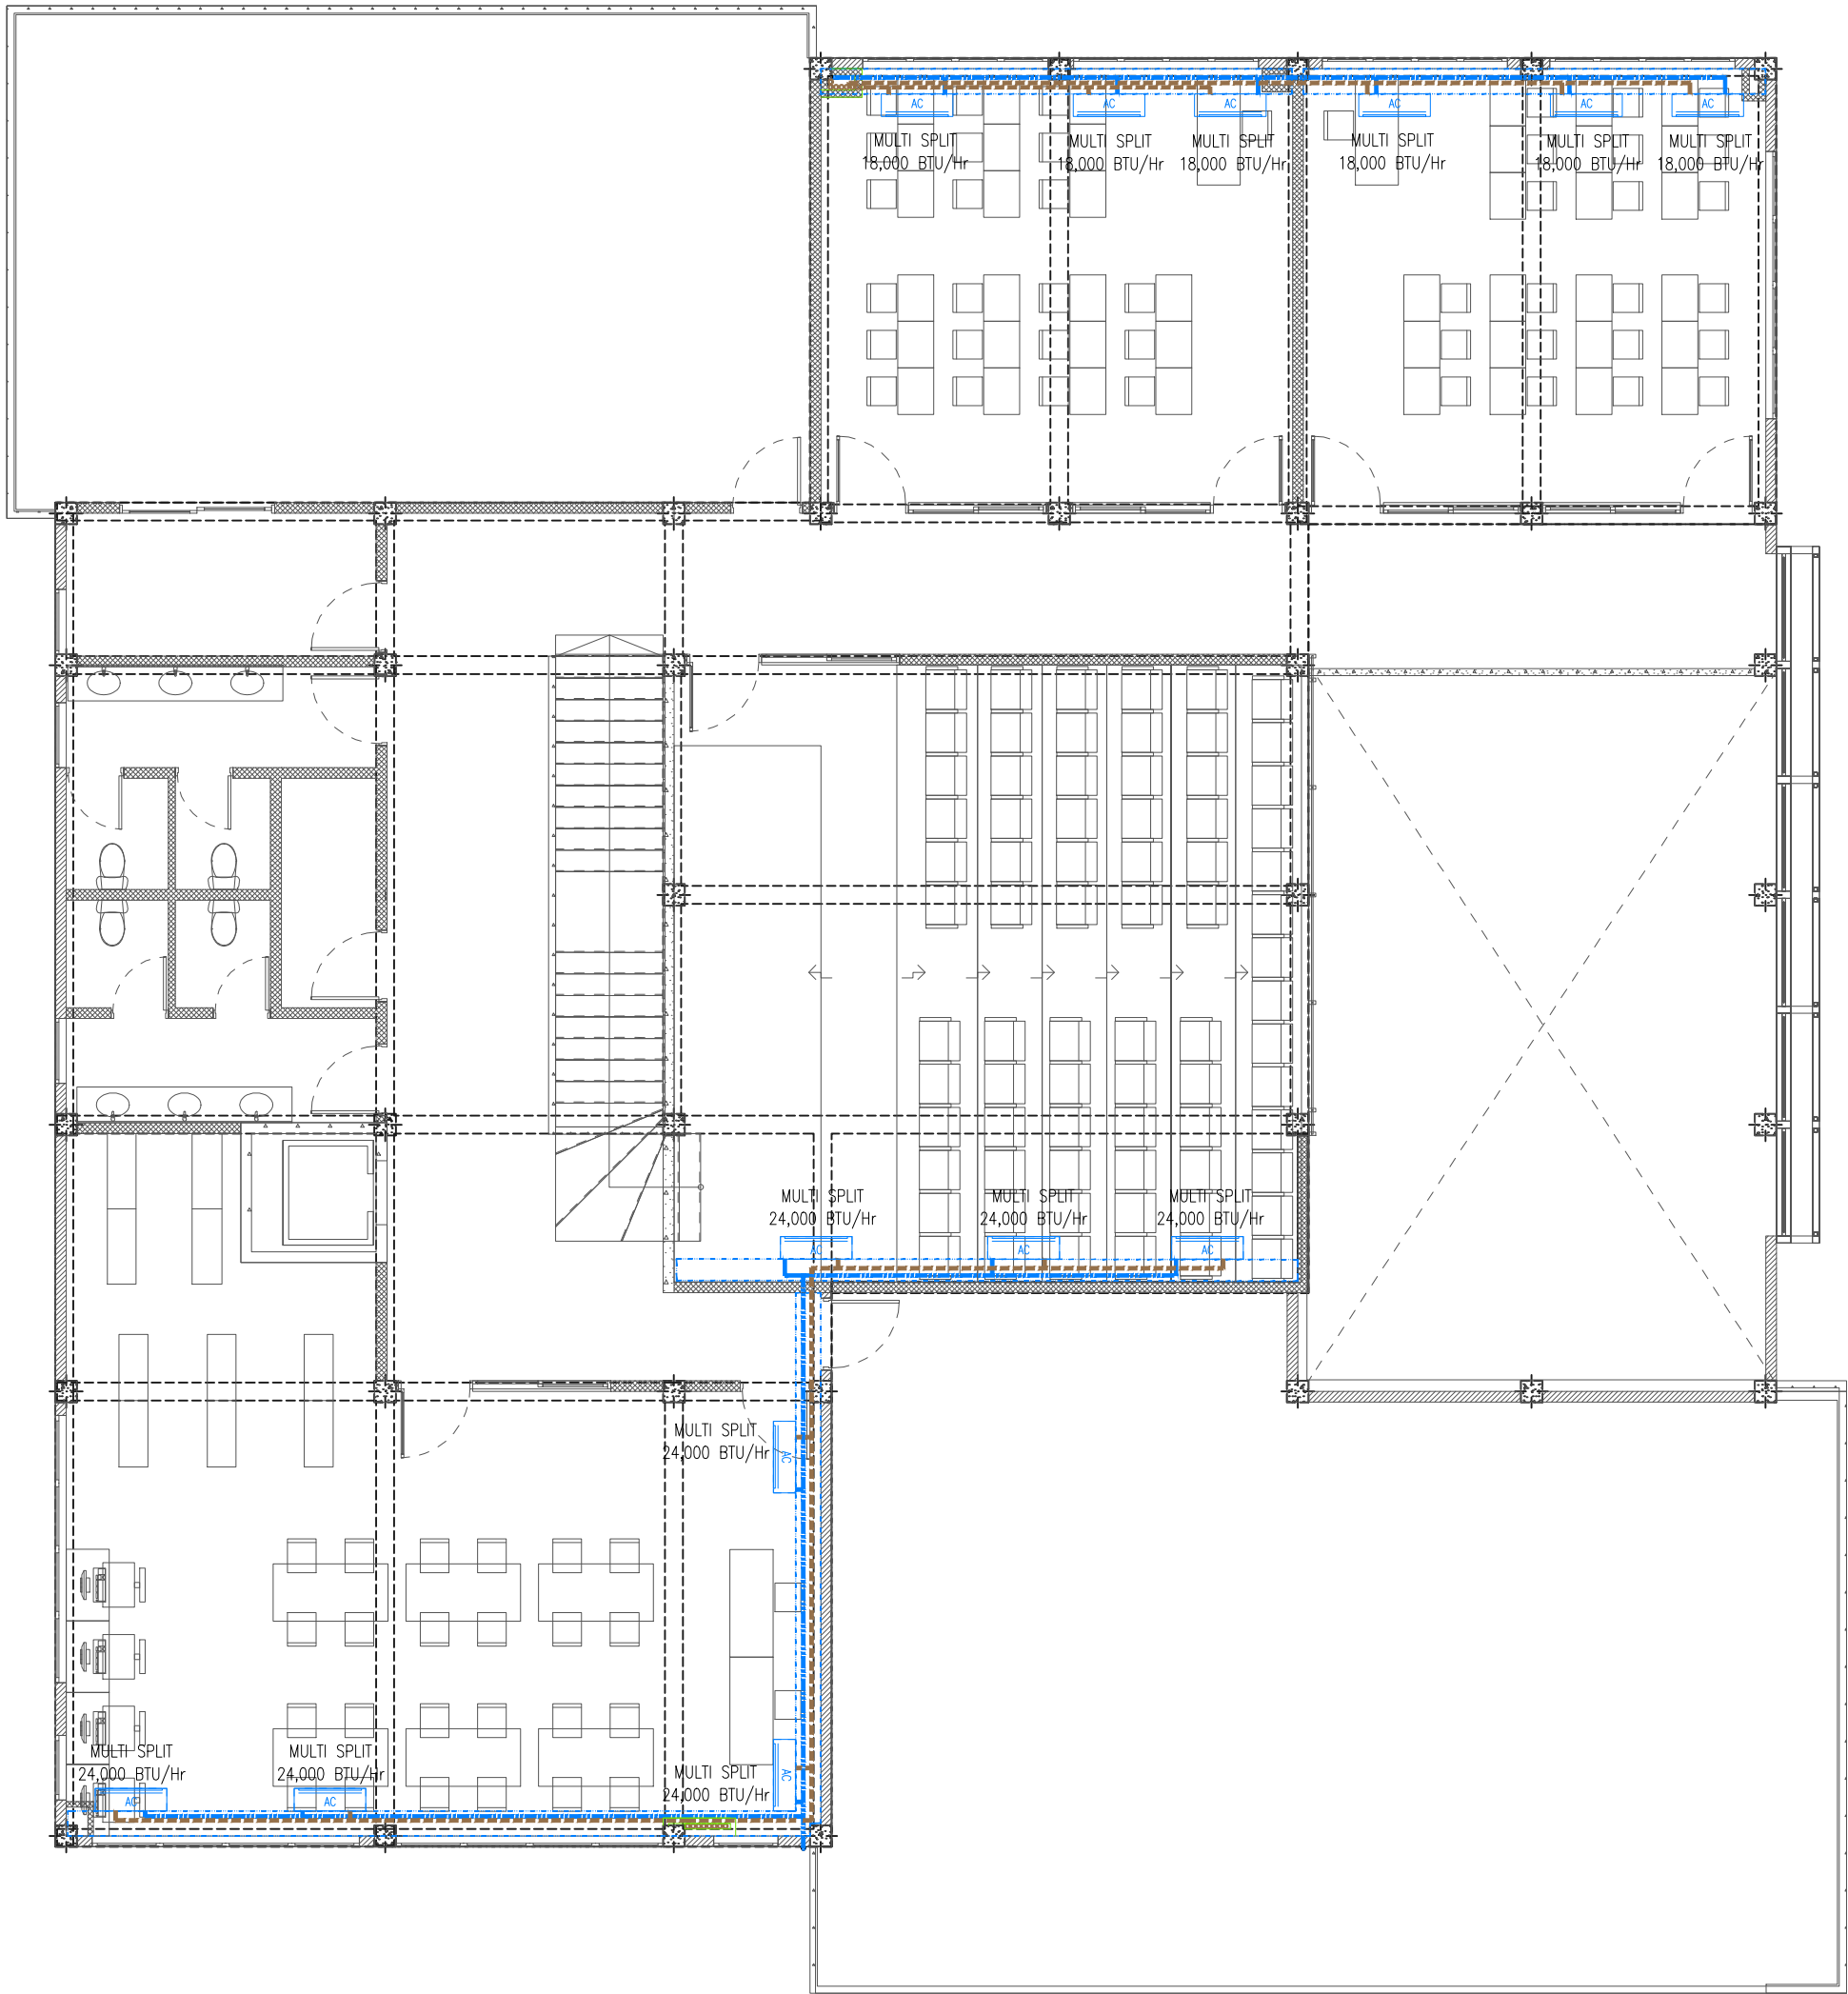 AC
AC
AC
AC
AC
AC
MULTI SPLIT
18,000 BTU/Hr
MULTI SPLIT
18,000 BTU/Hr
MULTI SPLIT
18,000 BTU/Hr
MULTI SPLIT
18,000 BTU/Hr
MULTI SPLIT
18,000 BTU/Hr
MULTI SPLIT
18,000 BTU/Hr
MULTI SPLIT
24,000 BTU/Hr
AC
MULTI SPLIT
24,000 BTU/Hr
AC
MULTI SPLIT
24,000 BTU/Hr
AC
MULTI SPLIT
24,000 BTU/Hr
AC
MULTI SPLIT
24,000 BTU/Hr
AC
MULTI SPLIT
24,000 BTU/Hr
AC
MULTI SPLIT
24,000 BTU/Hr
AC